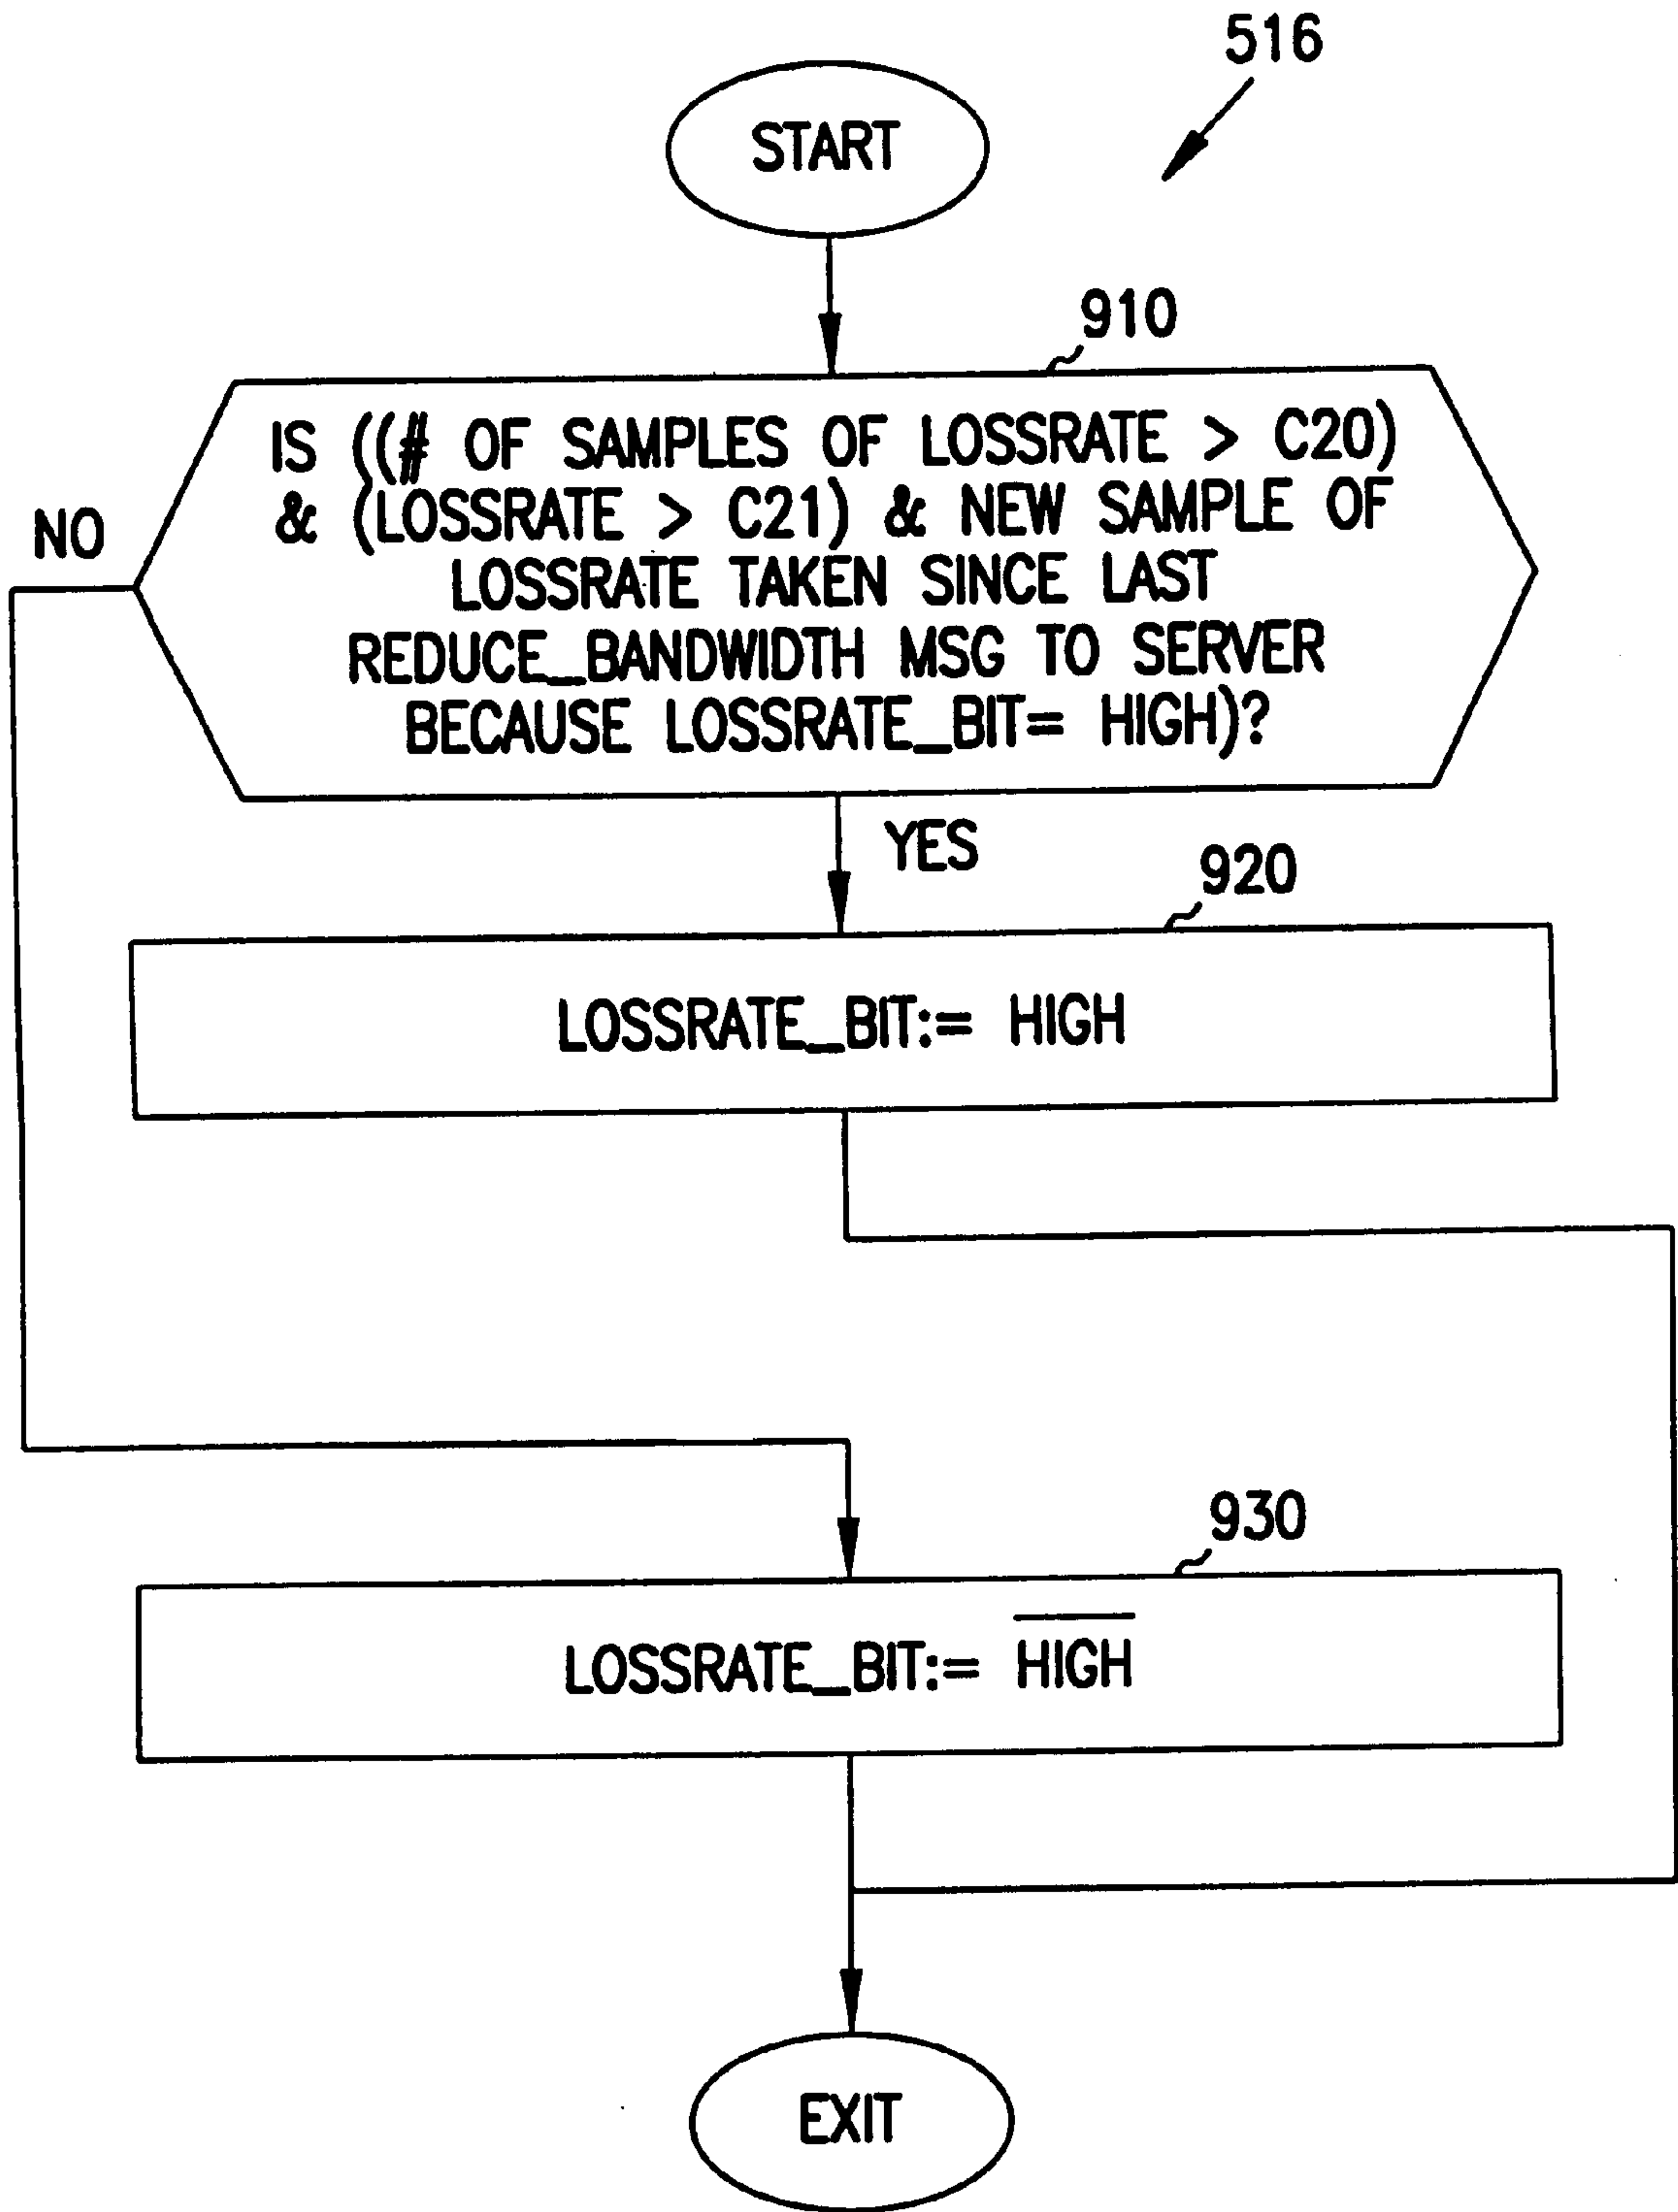 516
START
910
IS ((# OF SAMPLES OF LOSSRATE > C20)
& (LOSSRATE > C21) & NEW SAMPLE OF
LOSSRATE TAKEN SINCE LAST
REDUCE_BANDWIDTH MSG TO SERVER
BECAUSE LOSSRATE_BIT= HIGH)?
NO
YES
920
LOSSRATE_BIT:= HIGH
930
LOSSRATE_BIT:= H̅I̅G̅H̅
EXIT